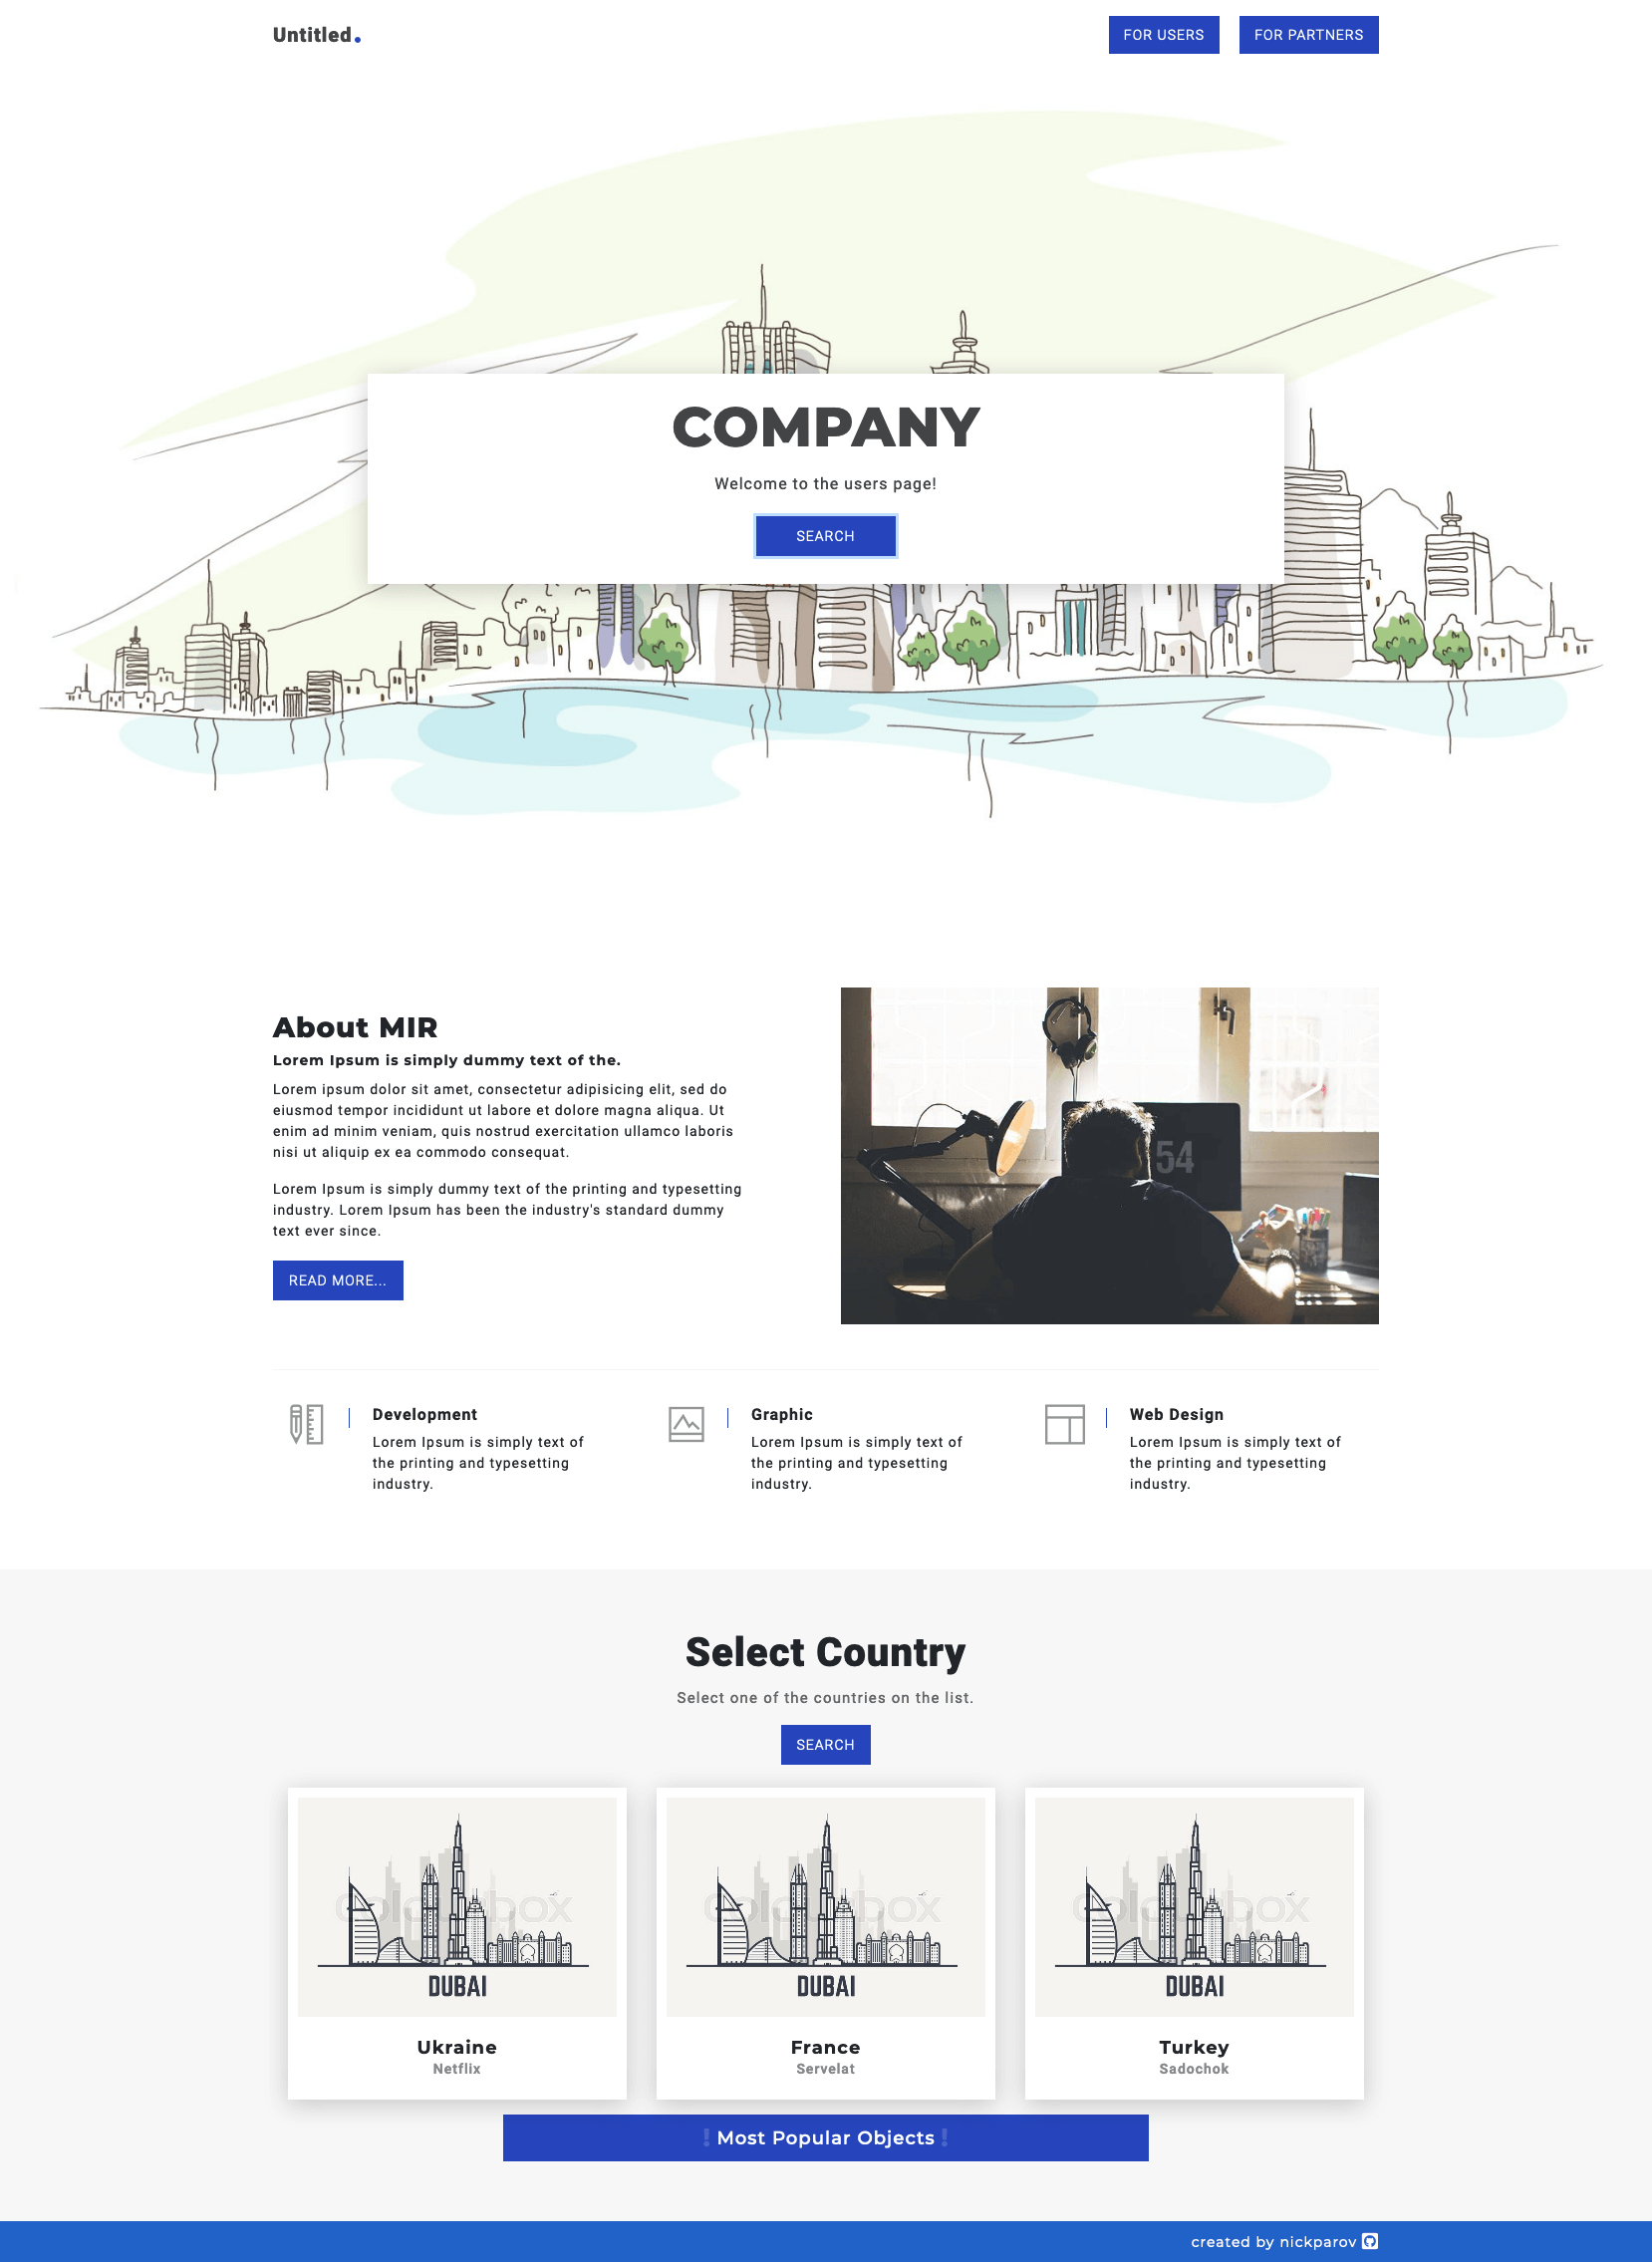 Untitled.
FOR USERS
FOR PARTNERS
COMPANY
Welcome to the users page!
SEARCH
About MIR
Lorem Ipsum is simply dummy text of the.
Lorem ipsum dolor sit amet, consectetur adipisicing elit, sed do
eiusmod tempor incididunt ut labore et dolore magna aliqua. Ut
enim ad minim veniam, quis nostrud exercitation ullamco laboris
nisi ut aliquip ex ea commodo consequat.
Lorem Ipsum is simply dummy text of the printing and typesetting
industry. Lorem Ipsum has been the industry's standard dummy
text ever since.
READ MORE...
54
Development
Lorem Ipsum is simply text of
the printing and typesetting
industry.
Graphic
Lorem Ipsum is simply text of
the printing and typesetting
industry.
Web Design
Lorem Ipsum is simply text of
the printing and typesetting
industry.
Select Country
Select one of the countries on the list.
SEARCH
colourbox
DUBAI
Ukraine
Netflix
colourbox
DUBAI
France
Servelat
colourbox
DUBAI
Turkey
Sadochok
! Most Popular Objects !
created by nickparov